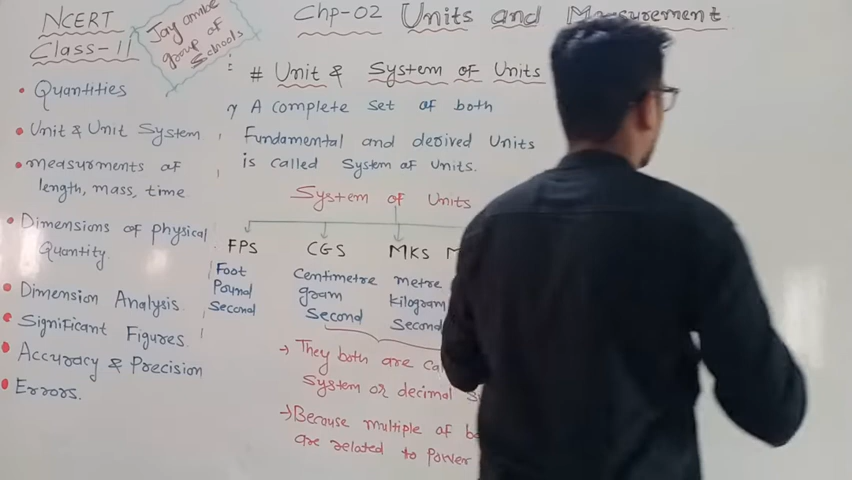 NCERT
Class-11
Jay ambe
group of
Schools
Chp-02 Units and Measurement
• Quantities
• Unit & Unit System
• measurments of
length, mass, time
• Dimensions of physical
Quantity.
• Dimension Analysis
• Significant Figures
• Accuracy & Precision
• Errors.
# Unit & System of Units
A complete set of both
Fundamental and derived Units
is called System of Units.
System of Units
FPS CGS MKS M
Foot
Pound
Second
Centimetre
gram
Second
metre
kilogram
Second
→ They both are ca
System or decimal
→ Because multiple of b
are related to Power